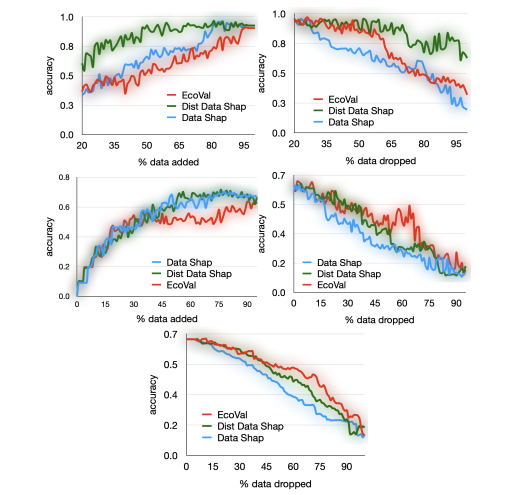 1.0
0.8
0.5
0.3
0.0
accuracy
EcoVal
Dist Data Shap
Data Shap
20 35 50 65 80 95
% data added
1.0
0.8
0.5
0.3
0.0
accuracy
EcoVal
Dist Data Shap
Data Shap
20 35 50 65 80 95
% data dropped
0.8
0.6
0.4
0.2
0.0
accuracy
Data Shap
Dist Data Shap
EcoVal
0 15 30 45 60 75 90
% data added
0.7
0.5
0.4
0.2
0.0
accuracy
Data Shap
Dist Data Shap
EcoVal
0 15 30 45 60 75 90
% data dropped
0.7
0.5
0.4
0.2
0.0
accuracy
EcoVal
Dist Data Shap
Data Shap
0 15 30 45 60 75 90
% data dropped